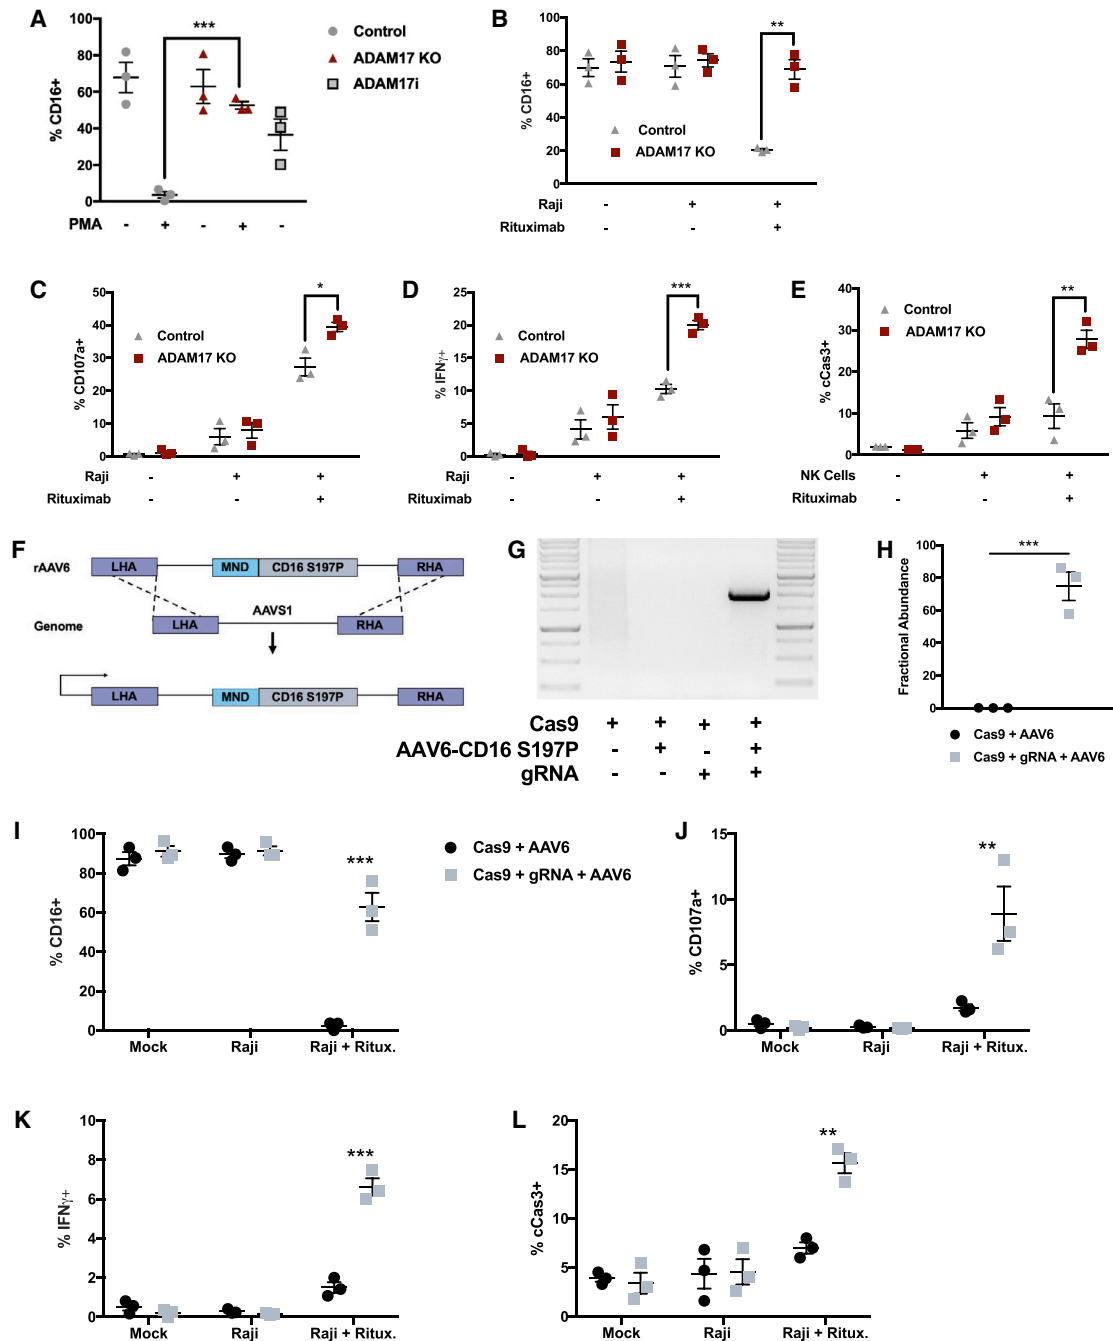 A
***
% CD16+
100
80
60
40
20
0
PMA
- + - + -
Control
ADAM17 KO
ADAM17i
B
**
% CD16+
100
80
60
40
20
0
Control
ADAM17 KO
Raji - + +
Rituximab - - +
C
*
% CD107a+
50
40
30
20
10
0
Control
ADAM17 KO
Raji - + +
Rituximab - - +
D
***
% IFNγ+
25
20
15
10
5
0
Control
ADAM17 KO
Raji - + +
Rituximab - - +
E
**
% cCas3+
40
30
20
10
0
Control
ADAM17 KO
NK Cells - + +
Rituximab - - +
F
rAAV6
LHA MND CD16 S197P RHA
AAVS1
Genome
LHA RHA
LHA MND CD16 S197P RHA
G
Cas9 + + + +
AAV6-CD16 S197P - + - +
gRNA - - + +
H
***
Fractional Abundance
100
80
60
40
20
0
Cas9 + AAV6
Cas9 + gRNA + AAV6
I
% CD16+
100
80
60
40
20
0
***
Mock Raji Raji + Ritux.
Cas9 + AAV6
Cas9 + gRNA + AAV6
J
% CD107a+
15
10
5
0
**
Mock Raji Raji + Ritux.
K
% IFNγ+
10
8
6
4
2
0
***
Mock Raji Raji + Ritux.
L
% cCas3+
20
15
10
5
0
**
Mock Raji Raji + Ritux.